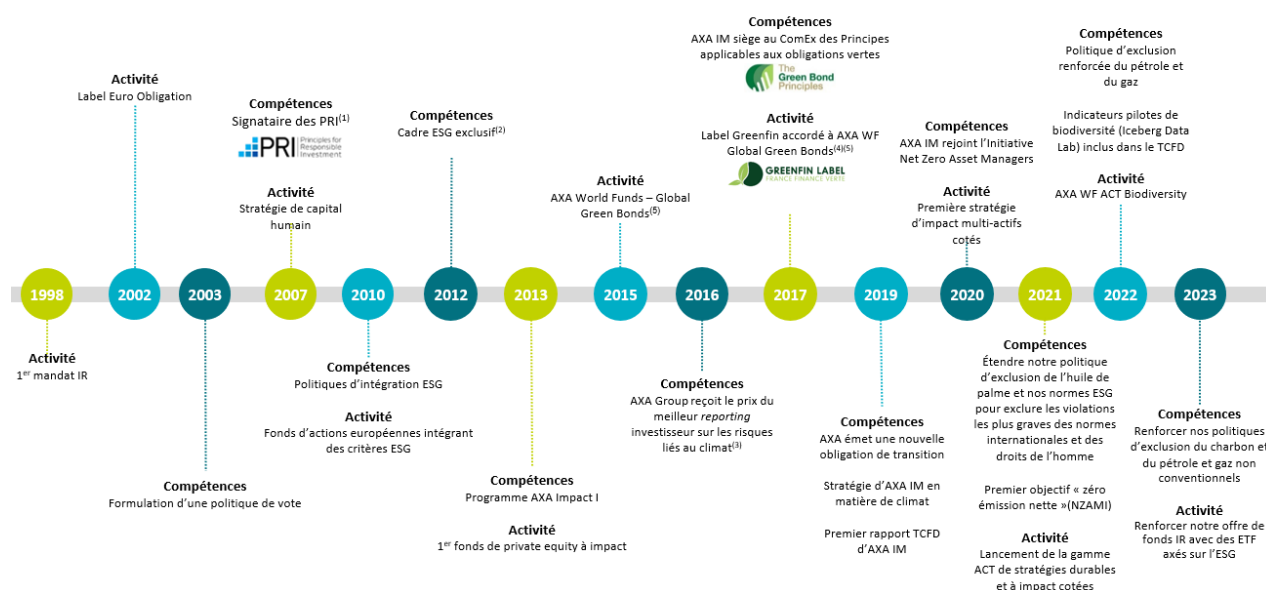 1998
Activité
1er mandat IR
Activité
Label Euro Obligation
2002
2003
Compétences
Formulation d'une politique de vote
Compétences
Signataire des PRI(1)
PRI Principles for
Responsible
Investment
Activité
Stratégie de capital
humain
2007
2010
Compétences
Politiques d'intégration ESG
Activité
Fonds d'actions européennes intégrant
des critères ESG
Compétences
Cadre ESG exclusif(2)
2012
2013
Compétences
Programme AXA Impact I
Activité
1er fonds de private equity à impact
Activité
AXA World Funds – Global
Green Bonds(5)
2015
2016
Compétences
AXA Group reçoit le prix du
meilleur reporting
investisseur sur les risques
liés au climat(3)
Compétences
AXA IM siège au ComEx des Principes
applicables aux obligations vertes
The
Green Bond
Principles
Activité
Label Greenfin accordé à AXA WF
Global Green Bonds(4)(5)
GREENFIN LABEL
FRANCE FINANCE VERTE
2017
2019
Compétences
AXA émet une nouvelle
obligation de transition
Stratégie d'AXA IM en
matière de climat
Premier rapport TCFD
d'AXA IM
Compétences
AXA IM rejoint l'Initiative
Net Zero Asset Managers
Activité
Première stratégie
d'impact multi-actifs
cotés
2020
2021
Compétences
Étendre notre politique
d'exclusion de l'huile de
palme et nos normes ESG
pour exclure les violations
les plus graves des normes
internationales et des
droits de l'homme
Premier objectif « zéro
émission nette »(NZAMI)
Activité
Lancement de la gamme
ACT de stratégies durables
et à impact cotées
Compétences
Politique d'exclusion
renforcée du pétrole et
du gaz
Indicateurs pilotes de
biodiversité (Iceberg Data
Lab) inclus dans le TCFD
Activité
AXA WF ACT Biodiversity
2022
2023
Compétences
Renforcer nos politiques
d'exclusion du charbon et
du pétrole et gaz non
conventionnels
Activité
Renforcer notre offre de
fonds IR avec des ETF
axés sur l'ESG